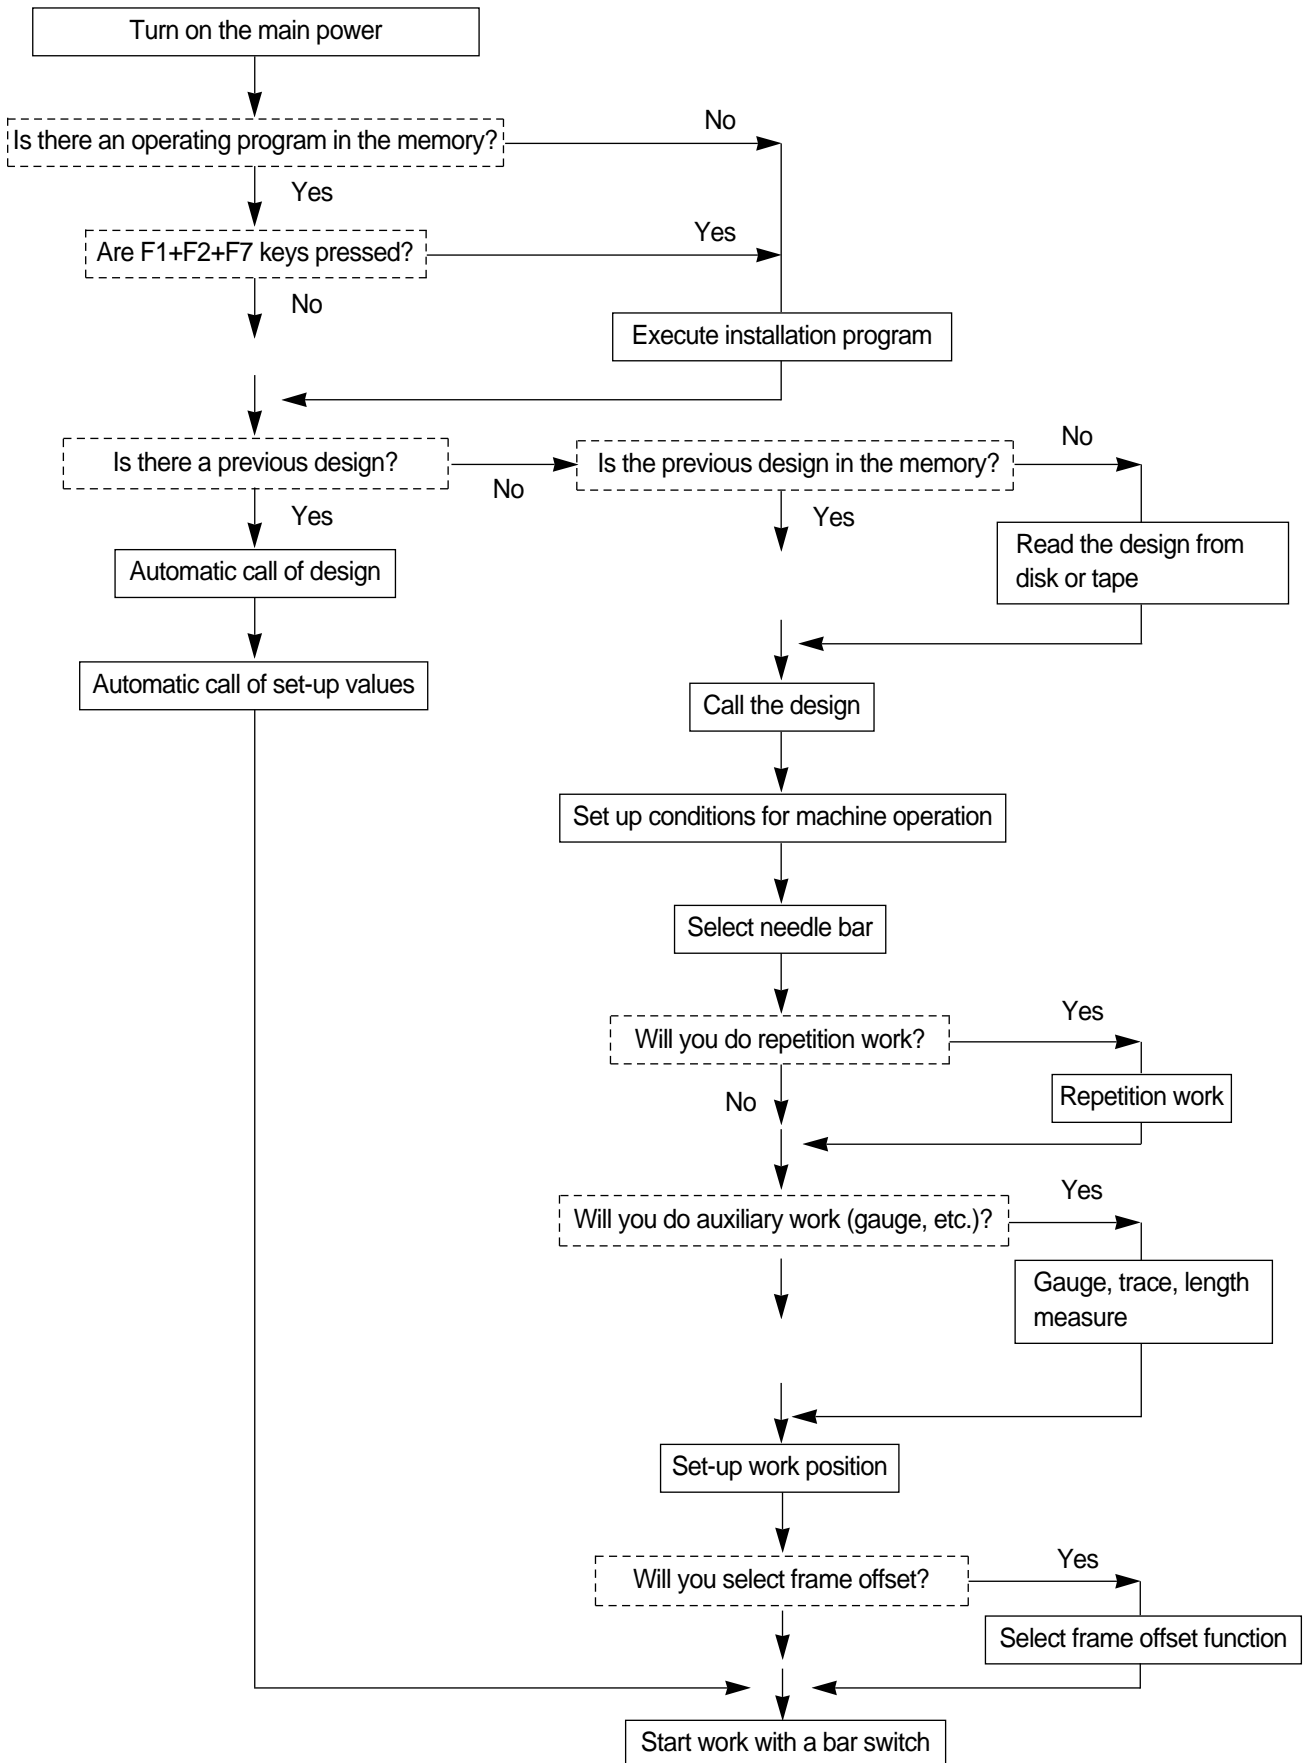 Turn on the main power
Is there an operating program in the memory?
No
Yes
Are F1+F2+F7 keys pressed?
Yes
No
Execute installation program
Is there a previous design?
No
Is the previous design in the memory?
No
Yes
Yes
Read the design from
disk or tape
Automatic call of design
Automatic call of set-up values
Call the design
Set up conditions for machine operation
Select needle bar
Will you do repetition work?
Yes
No
Repetition work
Will you do auxiliary work (gauge, etc.)?
Yes
Gauge, trace, length
measure
Set-up work position
Will you select frame offset?
Yes
Select frame offset function
Start work with a bar switch